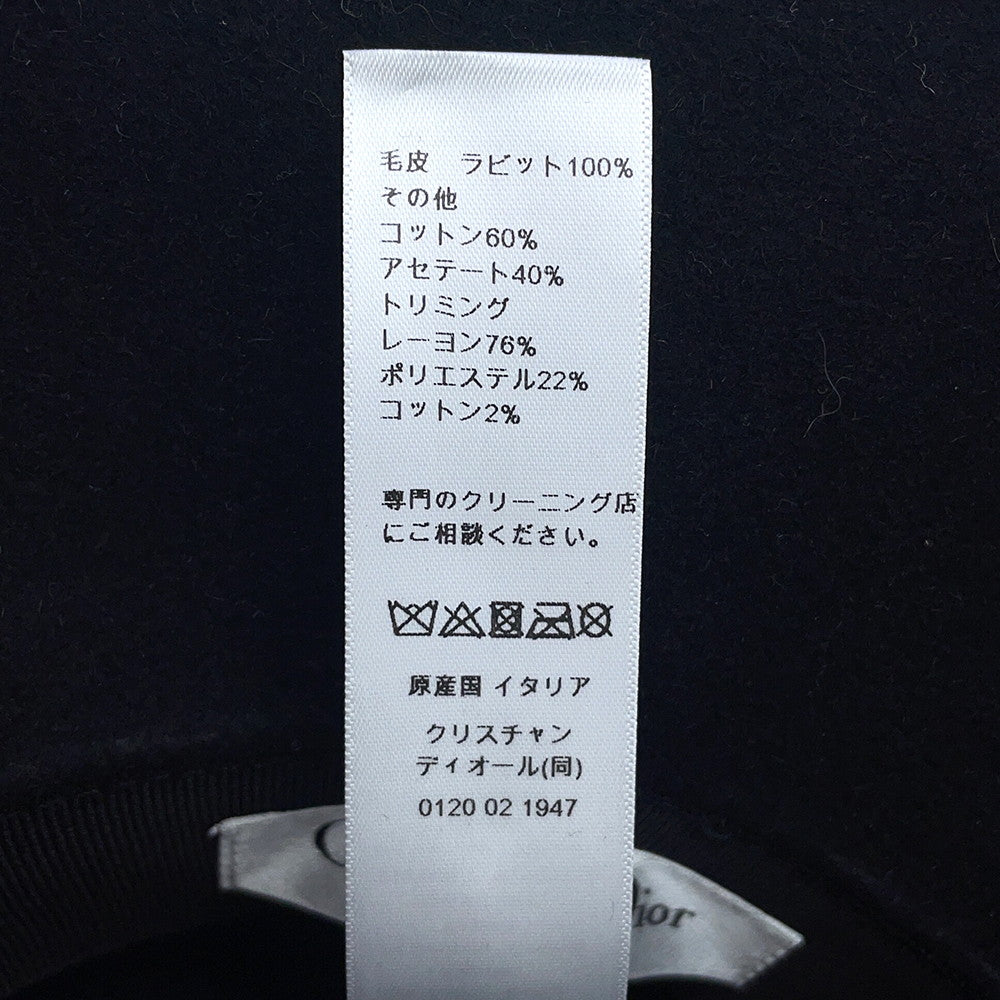 毛皮　ラビット100%
その他
コットン60%
アセテート40%
トリミング
レーヨン76%
ポリエステル22%
コットン2%
専門のクリーニング店
にご相談ください。
原産国 イタリア
クリスチャン
ディオール(同)
0120 02 1947